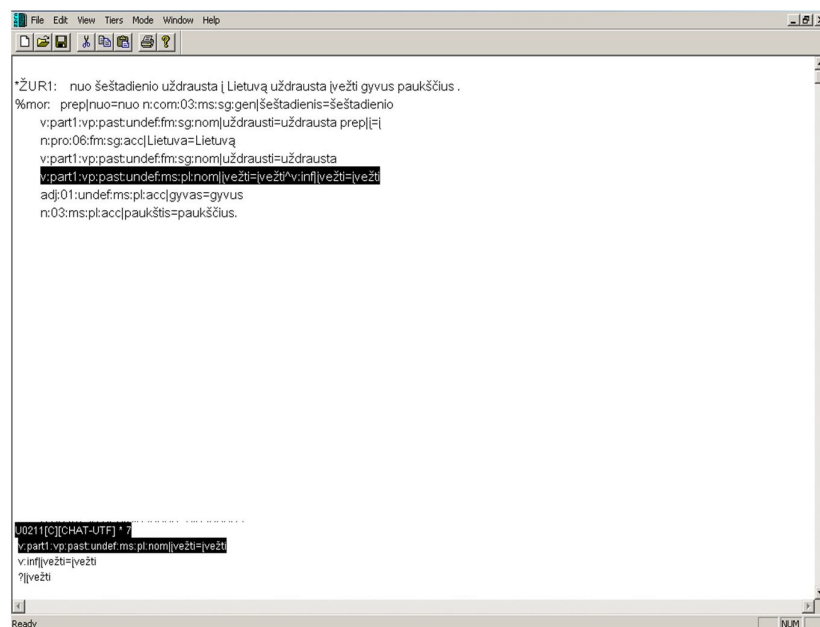 File Edit View Tiers Mode Window Help
*ŽUR1: nuo šeštadienio uždrausta į Lietuvą uždrausta įvežti gyvus paukščius .
%mor: prep|nuo=nuo n:com:03:ms:sg:gen|šeštadienis=šeštadienio
v:part1:vp:past:undef:fm:sg:nom|uždrausti=uždrausta prep|į=į
n:pro:06:fm:sg:acc|Lietuva=Lietuvą
v:part1:vp:past:undef:fm:sg:nom|uždrausti=uždrausta
v:part1:vp:past:undef:ms:pl:nom|įvežti=įvežti^v:inf|įvežti=įvežti
adj:01:undef:ms:pl:acc|gyvas=gyvus
n:03:ms:pl:acc|paukštis=paukščius.
U0211[C][CHAT-UTF] * 7
v:part1:vp:past:undef:ms:pl:nom|įvežti=įvežti
v:inf|įvežti=įvežti
?|įvežti
Ready NUM